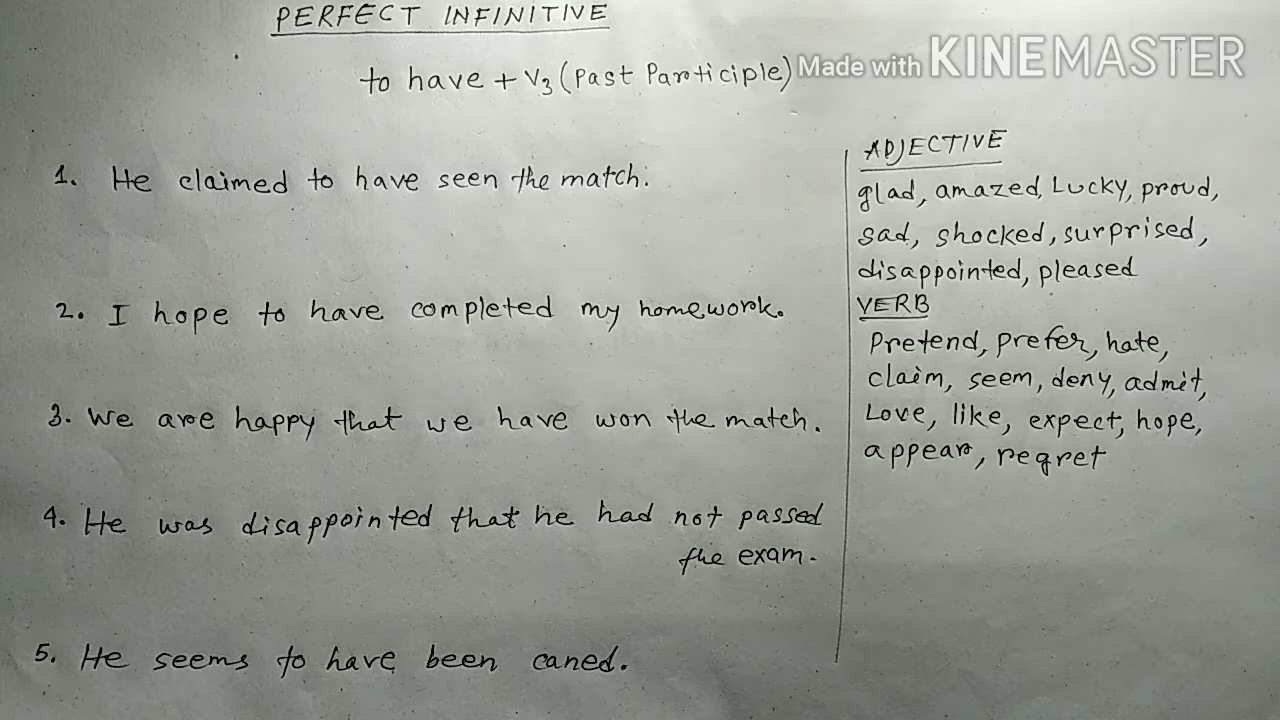 PERFECT INFINITIVE
to have + V3 (Past Participle)
Made with KINEMASTER
1. He claimed to have seen the match.
2. I hope to have completed my homework.
3. We are happy that we have won the match.
4. He was disappointed that he had not passed
the exam.
5. He seems to have been caned.
ADJECTIVE
glad, amazed, Lucky, proud,
sad, shocked, surprised,
disappointed, pleased
VERB
Pretend, prefer, hate,
claim, seem, deny, admit,
Love, like, expect, hope,
appear, regret